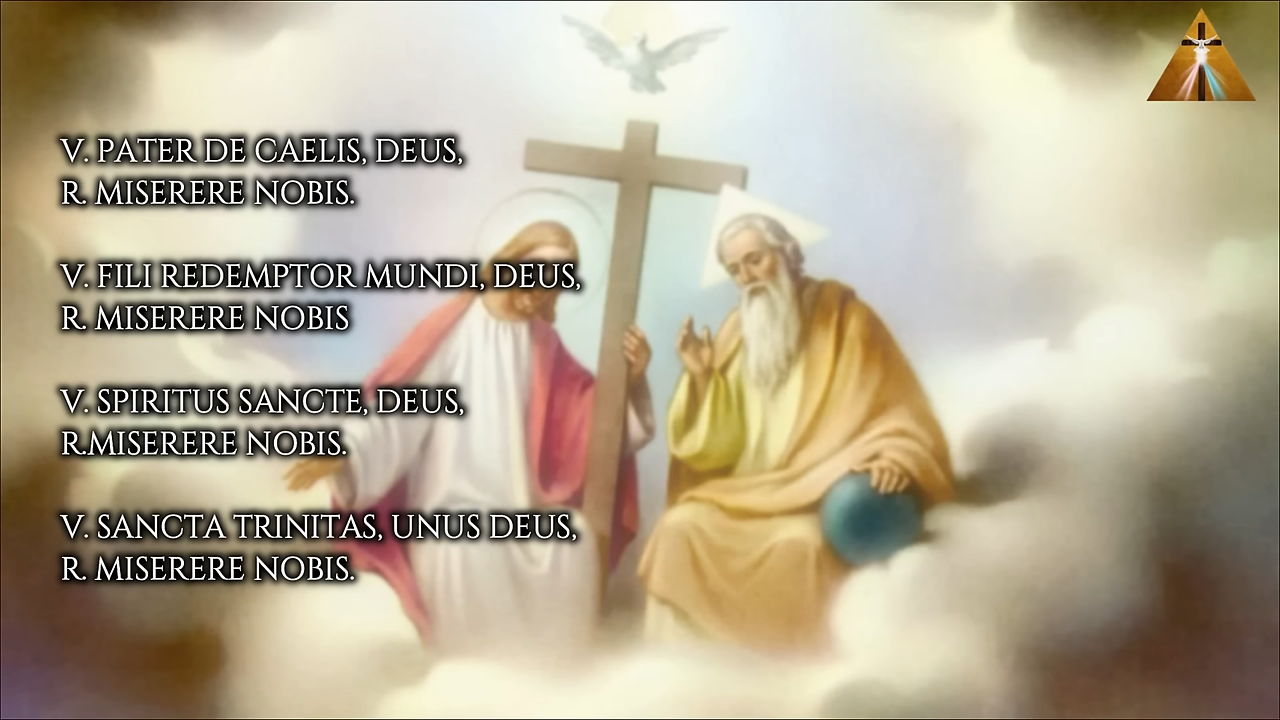 V. PATER DE CAELIS, DEUS,
R. MISERERE NOBIS.
V. FILI REDEMPTOR MUNDI, DEUS,
R. MISERERE NOBIS
V. SPIRITUS SANCTE, DEUS,
R.MISERERE NOBIS.
V. SANCTA TRINITAS, UNUS DEUS,
R. MISERERE NOBIS.